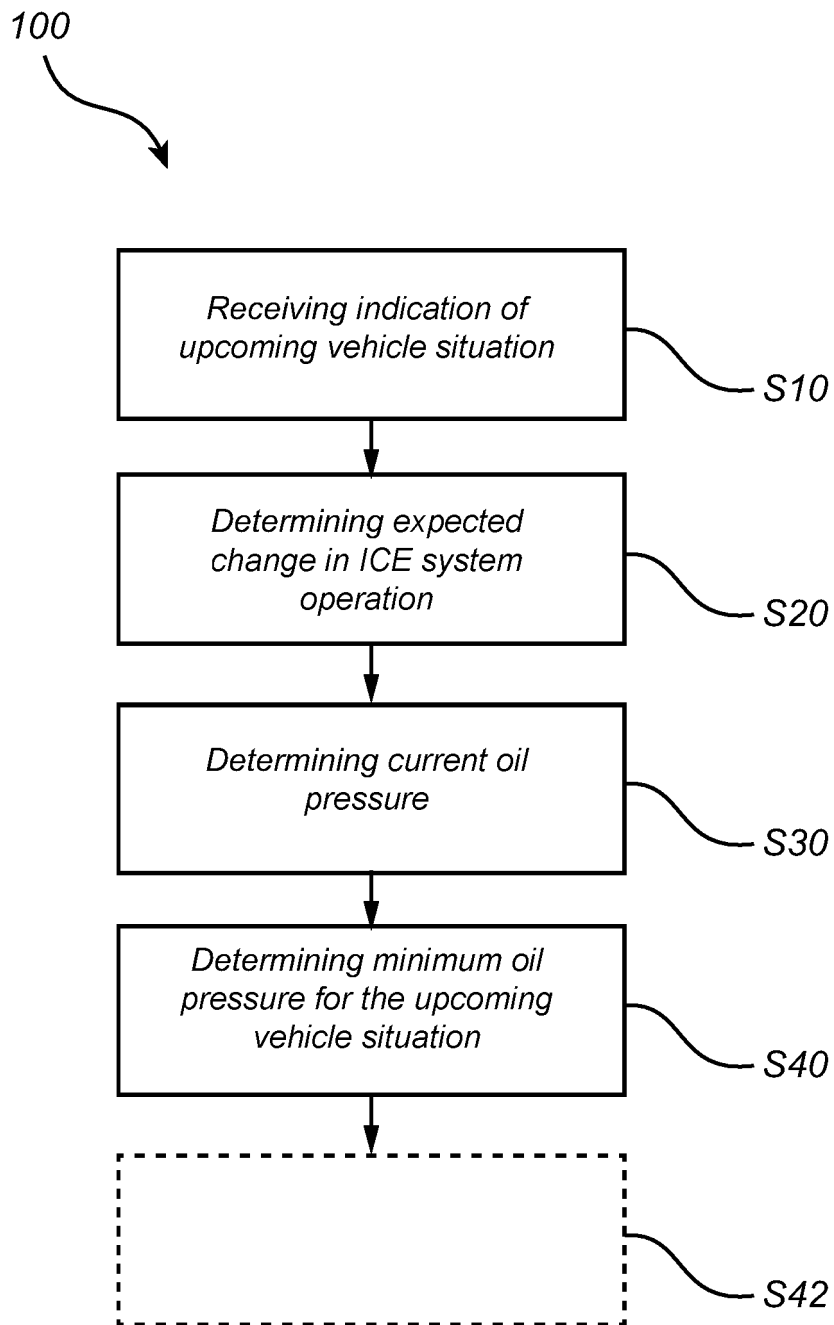 100
Receiving indication of
upcoming vehicle situation
S10
Determining expected
change in ICE system
operation
S20
Determining current oil
pressure
S30
Determining minimum oil
pressure for the upcoming
vehicle situation
S40
S42